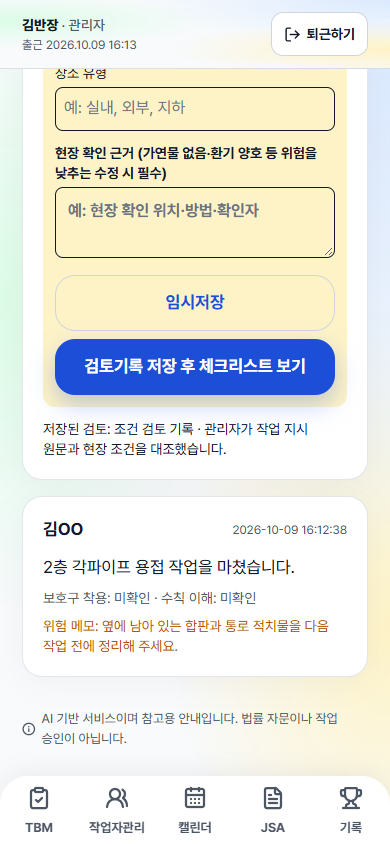 김반장 · 관리자
출근 2026.10.09 16:13
퇴근하기
장소 유형
예: 실내, 외부, 지하
현장 확인 근거 (가연물 없음·환기 양호 등 위험을
낮추는 수정 시 필수)
예: 현장 확인 위치·방법·확인자
임시저장
검토기록 저장 후 체크리스트 보기
저장된 검토: 조건 검토 기록 · 관리자가 작업 지시
원문과 현장 조건을 대조했습니다.
김OO
2026-10-09 16:12:38
2층 각파이프 용접 작업을 마쳤습니다.
보호구 착용: 미확인 · 수칙 이해: 미확인
위험 메모: 옆에 남아 있는 합판과 통로 적치물을 다음
작업 전에 정리해 주세요.
AI 기반 서비스이며 참고용 안내입니다. 법률 자문이나 작업
승인이 아닙니다.
TBM
작업자관리
캘린더
JSA
기록